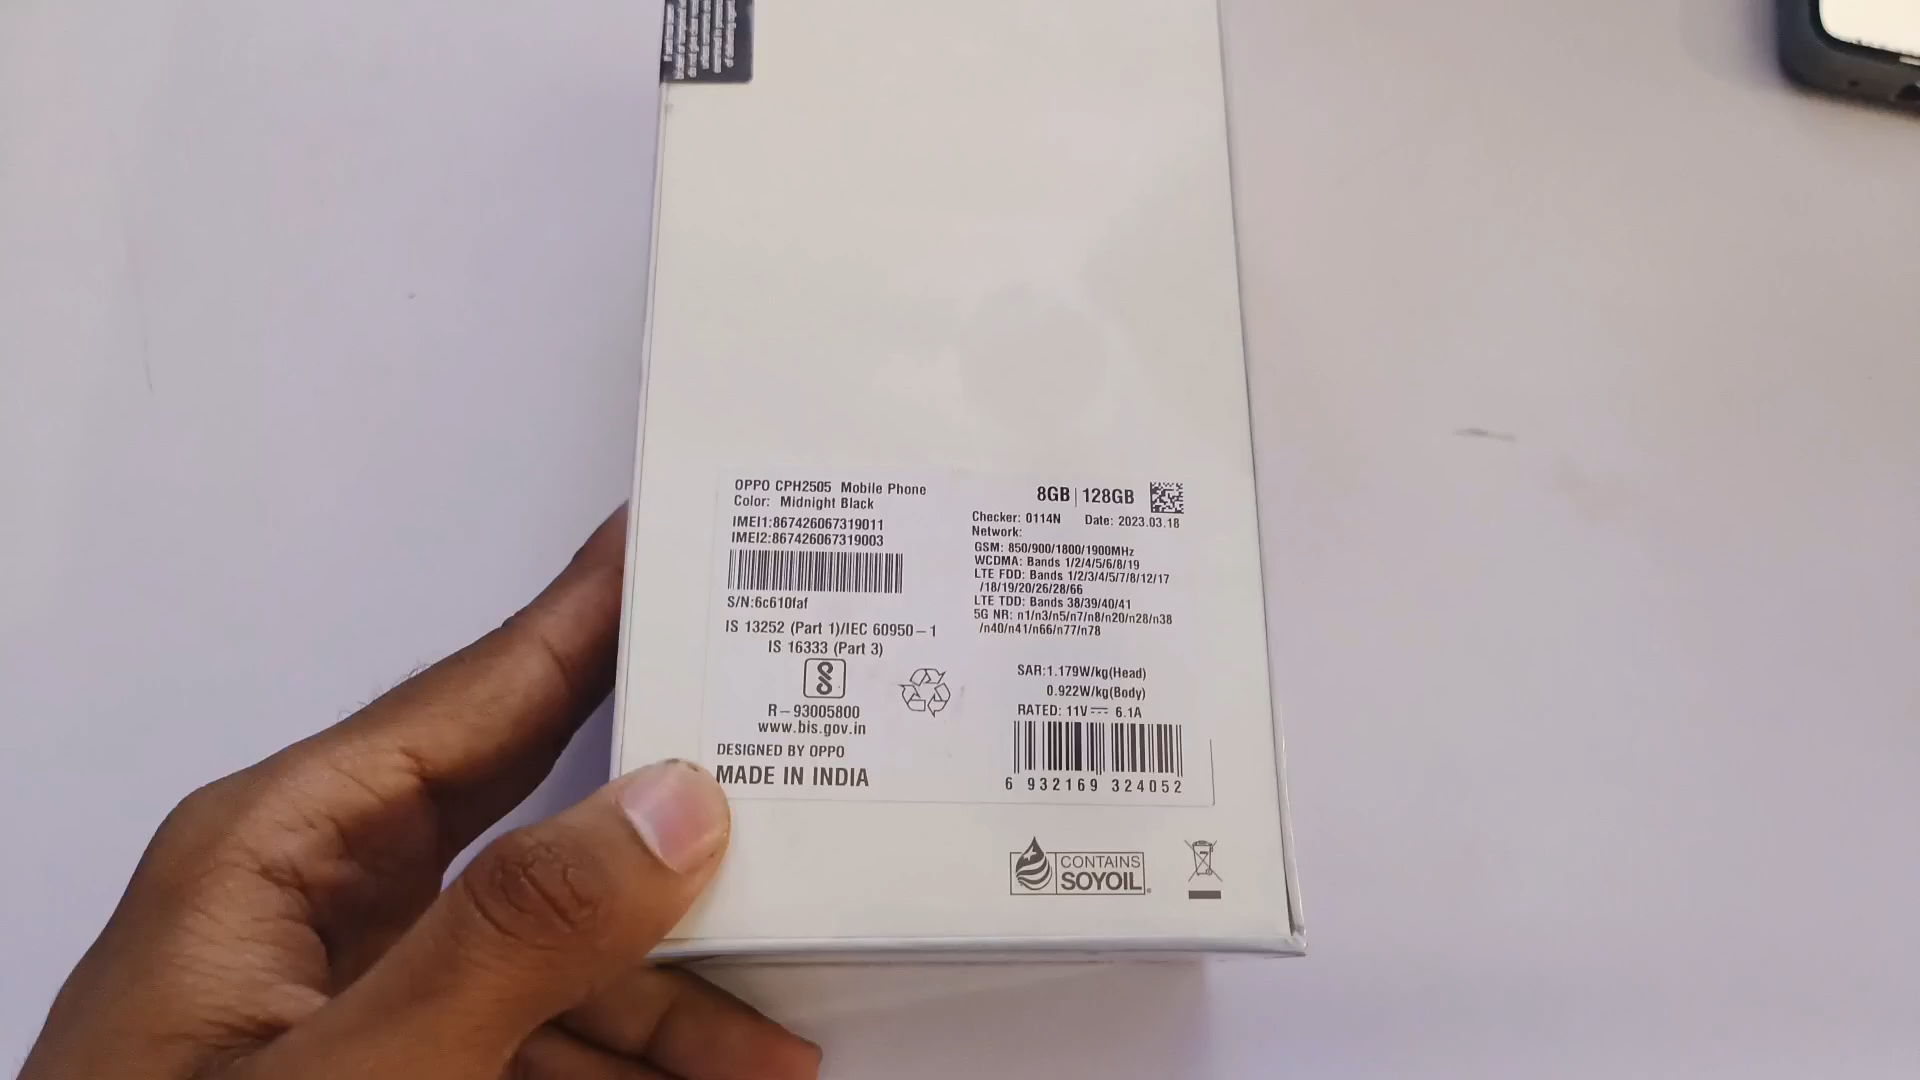 OPPO CPH2505 Mobile Phone
Color: Midnight Black
IMEI1:867426067319011
IMEI2:867426067319003
S/N:6c610faf
IS 13252 (Part 1)/IEC 60950-1
IS 16333 (Part 3)
R-93005800
www.bis.gov.in
DESIGNED BY OPPO
MADE IN INDIA
8GB | 128GB
Checker: 0114N Date: 2023.03.18
Network:
GSM: 850/900/1800/1900MHz
WCDMA: Bands 1/2/4/5/6/8/19
LTE FDD: Bands 1/2/3/4/5/7/8/12/17
/18/19/20/26/28/66
LTE TDD: Bands 38/39/40/41
5G NR: n1/n3/n5/n7/n8/n20/n28/n38
/n40/n41/n66/n77/n78
SAR:1.179W/kg(Head)
0.922W/kg(Body)
RATED: 11V⎓ 6.1A
6 932169 324052
CONTAINS
SOYOIL